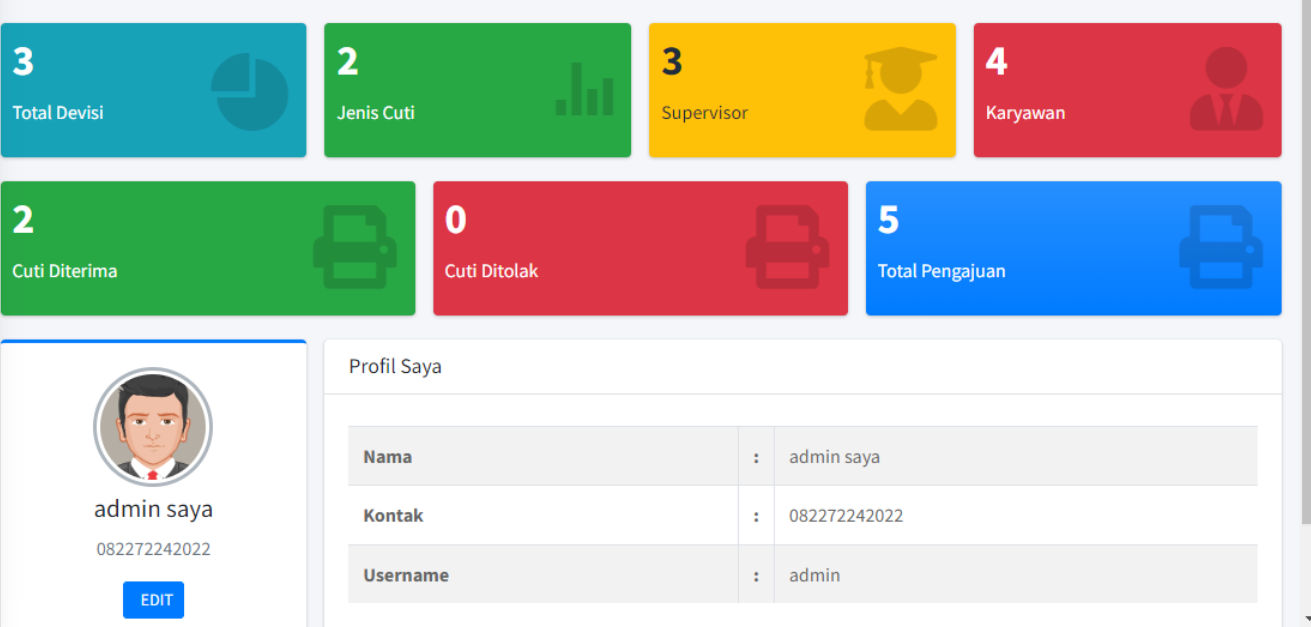 3
Total Devisi
2
Jenis Cuti
3
Supervisor
4
Karyawan
2
Cuti Diterima
0
Cuti Ditolak
5
Total Pengajuan
admin saya
082272242022
EDIT
Profil Saya
Nama : admin saya
Kontak : 082272242022
Username : admin